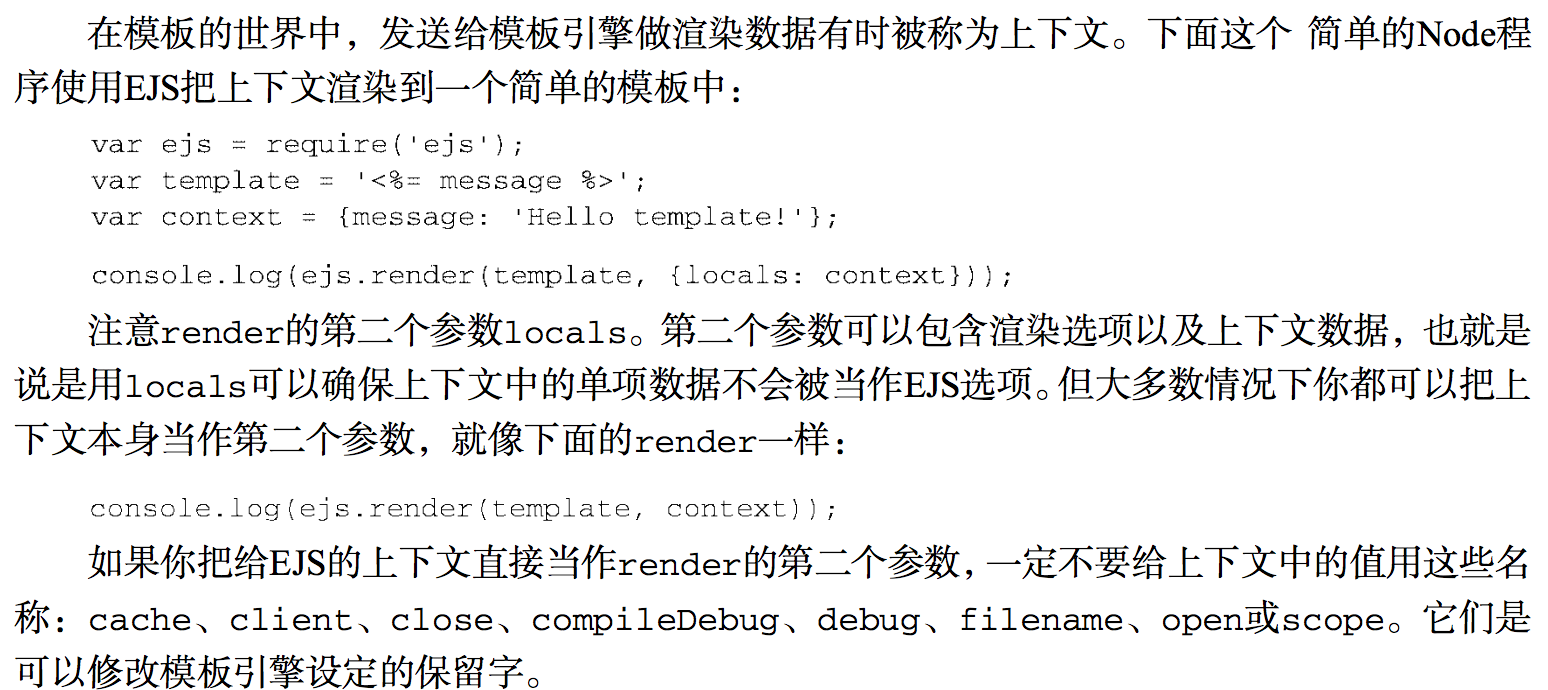 在模板的世界中，发送给模板引擎做渲染数据有时被称为上下文。下面这个 简单的Node程
序使用EJS把上下文渲染到一个简单的模板中：
var ejs = require('ejs');
var template = '<%= message %>';
var context = {message: 'Hello template!'};
console.log(ejs.render(template, {locals: context}));
注意render的第二个参数locals。第二个参数可以包含渲染选项以及上下文数据，也就是
说是用locals可以确保上下文中的单项数据不会被当作EJS选项。但大多数情况下你都可以把上
下文本身当作第二个参数，就像下面的render一样：
console.log(ejs.render(template, context));
如果你把给EJS的上下文直接当作render的第二个参数，一定不要给上下文中的值用这些名
称：cache、client、close、compileDebug、debug、filename、open或scope。它们是
可以修改模板引擎设定的保留字。